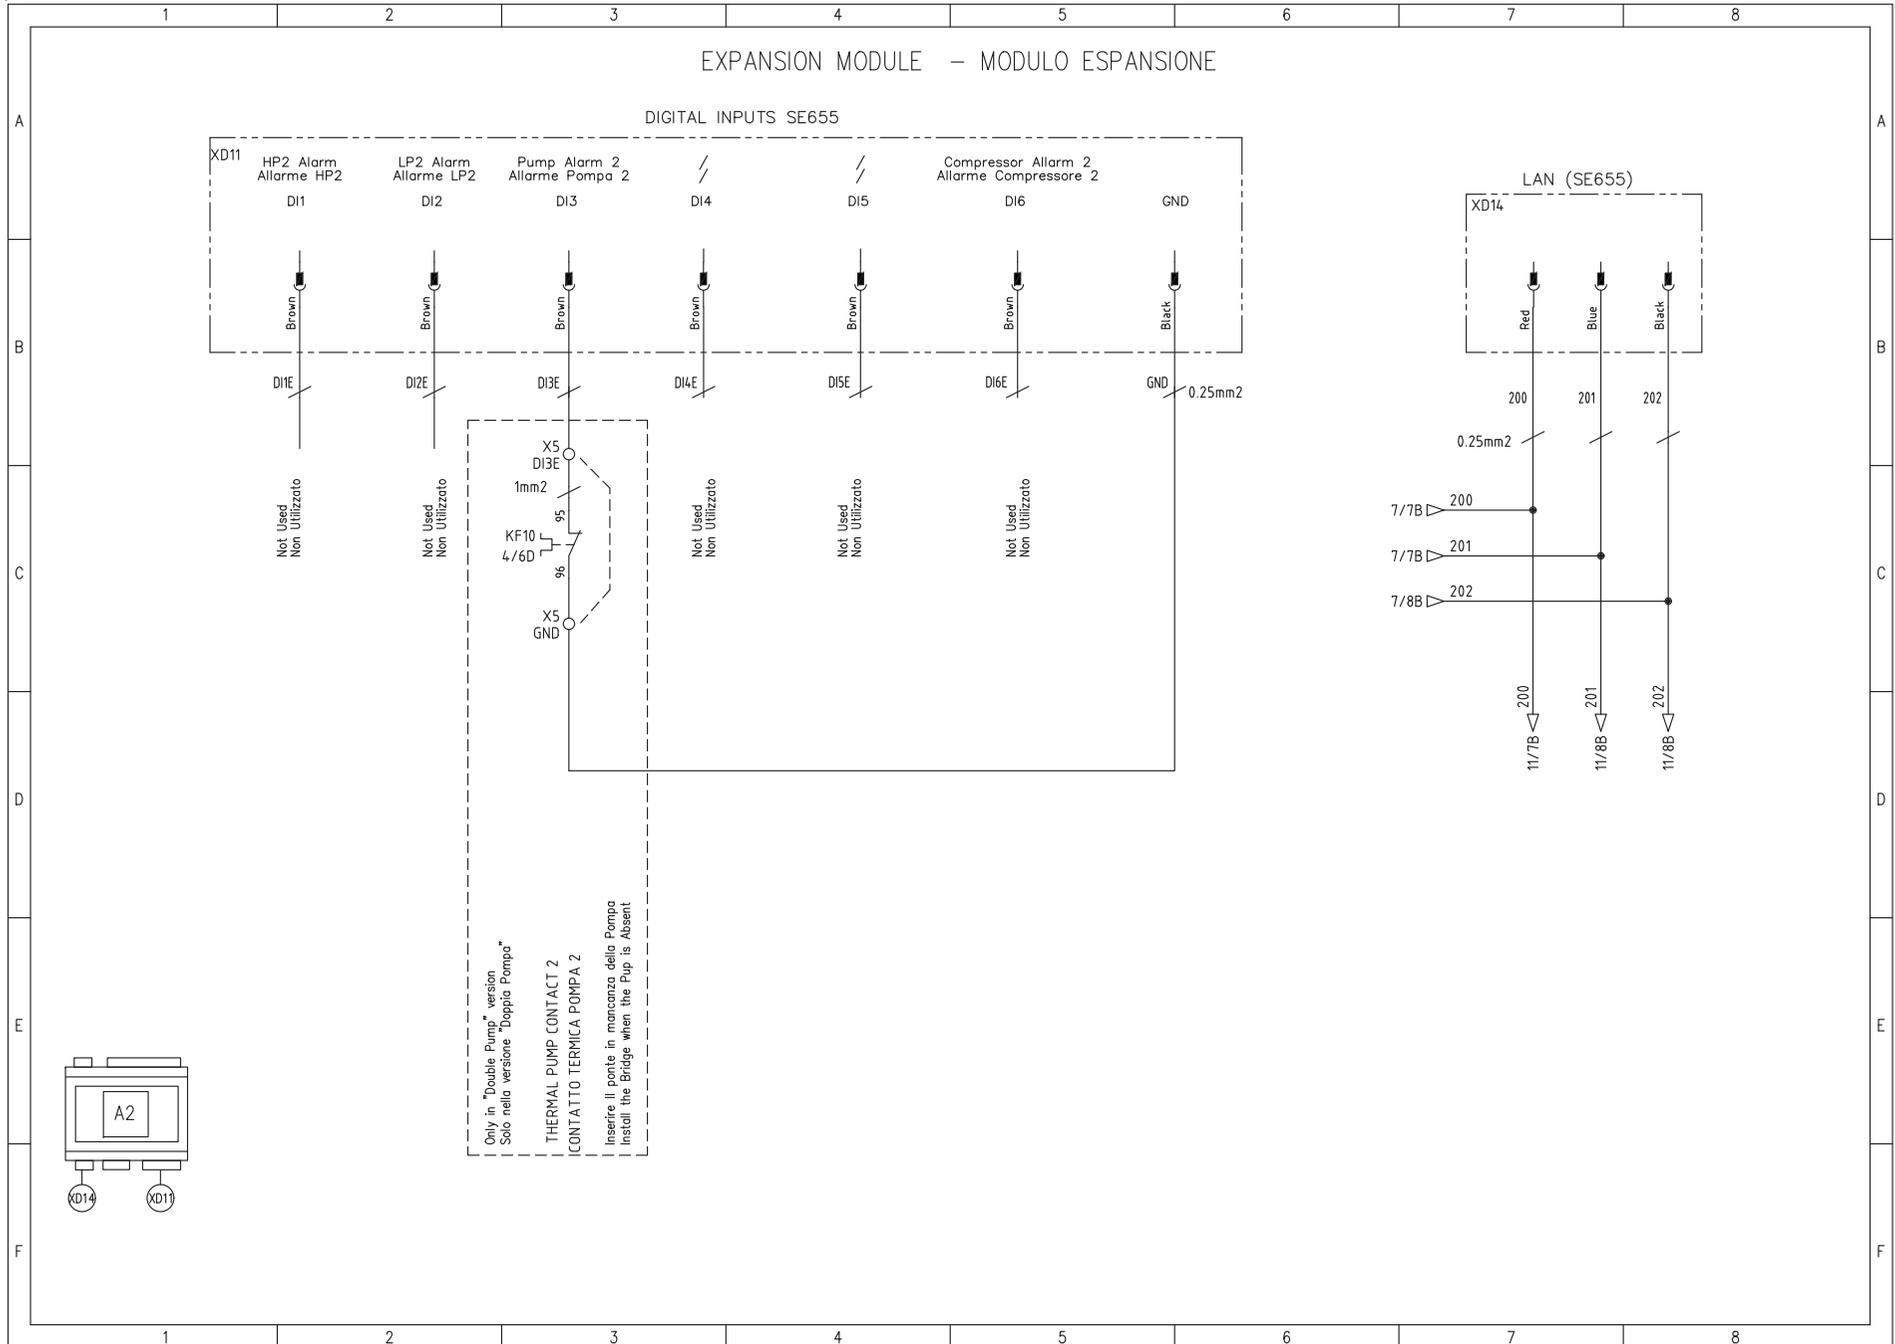 1 2 3 4 5 6 7 8
EXPANSION MODULE - MODULO ESPANSIONE
A A
DIGITAL INPUTS SE655
XD11
HP2 Alarm
Allarme HP2
DI1
LP2 Alarm
Allarme LP2
DI2
Pump Alarm 2
Allarme Pompa 2
DI3
/
/
DI4
/
/
DI5
Compressor Allarm 2
Allarme Compressore 2
DI6
GND
LAN (SE655)
XD14
Brown
Brown
Brown
Brown
Brown
Brown
Black
Red
Blue
Black
B B
DI1E
DI2E
DI3E
DI4E
DI5E
DI6E
GND
0.25mm2
200
201
202
0.25mm2
X5
DI3E
1mm2
95
KF10
4/6D
96
X5
GND
Not Used
Non Utilizzato
Not Used
Non Utilizzato
Not Used
Non Utilizzato
Not Used
Non Utilizzato
Not Used
Non Utilizzato
7/7B 200
7/7B 201
7/8B 202
C C
200
201
202
11/7B
11/8B
11/8B
D D
Only in "Double Pump" version
Solo nella versione "Doppia Pompa"
THERMAL PUMP CONTACT 2
CONTATTO TERMICA POMPA 2
Inserire Il ponte in mancanza della Pompa
Install the Bridge when the Pup is Absent
E E
A2
XD14
XD11
F F
1 2 3 4 5 6 7 8